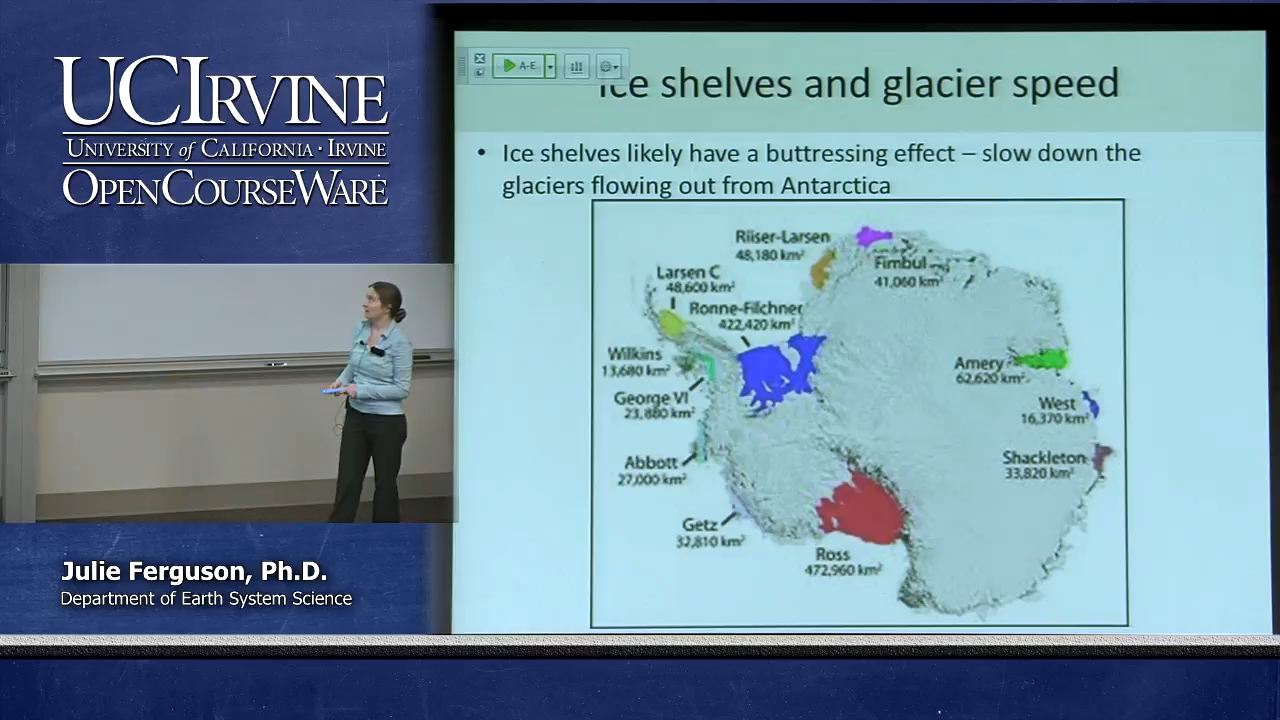 UCIRVINE
UNIVERSITY of CALIFORNIA · IRVINE
OPENCOURSEWARE
Julie Ferguson, Ph.D.
Department of Earth System Science
A-E
Ice shelves and glacier speed
• Ice shelves likely have a buttressing effect – slow down the
glaciers flowing out from Antarctica
Riiser-Larsen
48,180 km²
Fimbul
41,060 km²
Larsen C
48,600 km²
Ronne-Filchner
422,420 km²
Wilkins
13,680 km²
George VI
23,880 km²
Abbott
27,000 km²
Getz
32,810 km²
Ross
472,960 km²
Amery
62,620 km²
West
16,370 km²
Shackleton
33,820 km²